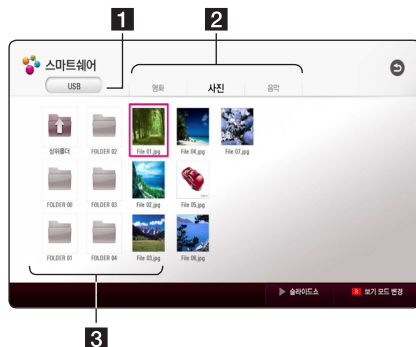 1
2
스마트쉐어
USB
영화
사진
음악
상위폴더
FOLDER 02
File 01.jpg
File 04.jpg
File 07.jpg
FOLDER 00
FOLDER 03
File 02.jpg
File 05.jpg
FOLDER 01
FOLDER 04
File 03.jpg
File 06.jpg
▶ 슬라이드쇼
R 보기 모드 변경
3